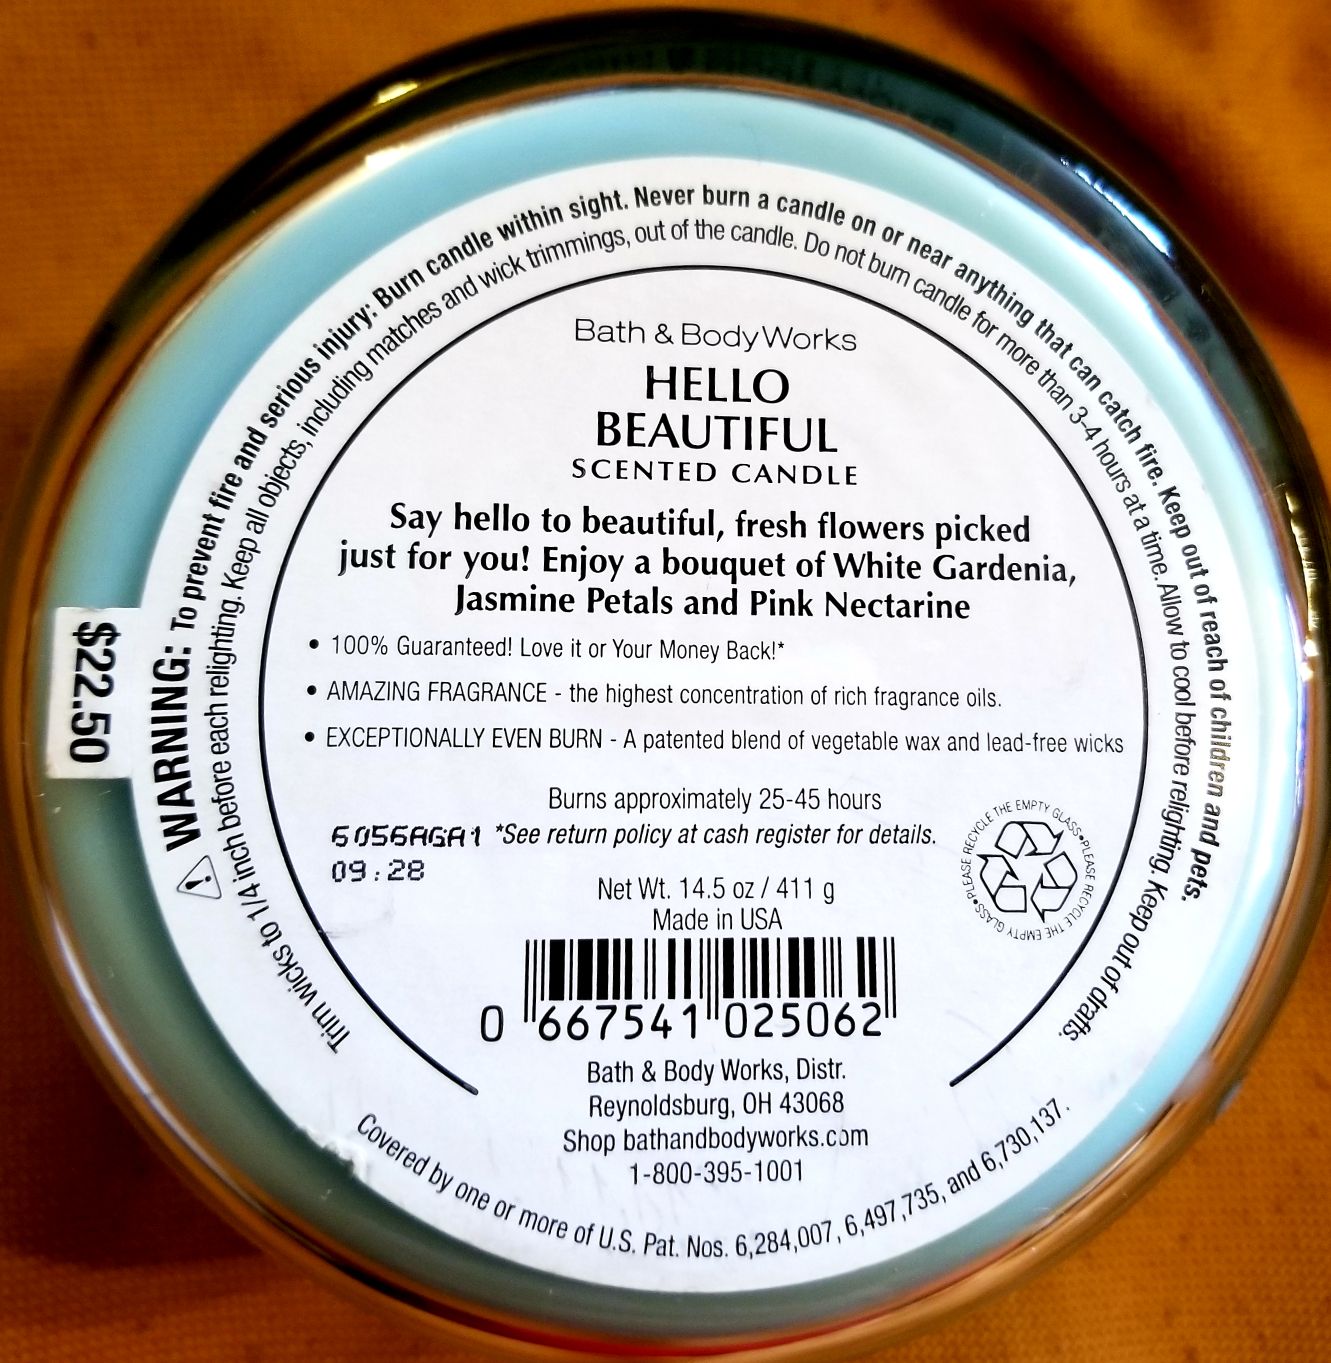 ⚠ WARNING: To prevent fire and serious injury: Burn candle within sight. Never burn a candle on or near anything that can catch fire. Keep out of reach of children and pets.
Trim wicks to 1/4 inch before each relighting. Keep all objects, including matches and wick trimmings, out of the candle. Do not burn candle for more than 3-4 hours at a time. Allow to cool before relighting. Keep out of drafts.
$22.50
Bath & Body Works
HELLO
BEAUTIFUL
SCENTED CANDLE
Say hello to beautiful, fresh flowers picked
just for you! Enjoy a bouquet of White Gardenia,
Jasmine Petals and Pink Nectarine
• 100% Guaranteed! Love it or Your Money Back!*
• AMAZING FRAGRANCE - the highest concentration of rich fragrance oils.
• EXCEPTIONALLY EVEN BURN - A patented blend of vegetable wax and lead-free wicks
Burns approximately 25-45 hours
6056AGA1 *See return policy at cash register for details.
09:28
PLEASE RECYCLE THE EMPTY GLASS • PLEASE RECYCLE THE EMPTY GLASS •
Net Wt. 14.5 oz / 411 g
Made in USA
0 667541 025062
Bath & Body Works, Distr.
Reynoldsburg, OH 43068
Shop bathandbodyworks.com
1-800-395-1001
Covered by one or more of U.S. Pat. Nos. 6,284,007, 6,497,735, and 6,730,137.